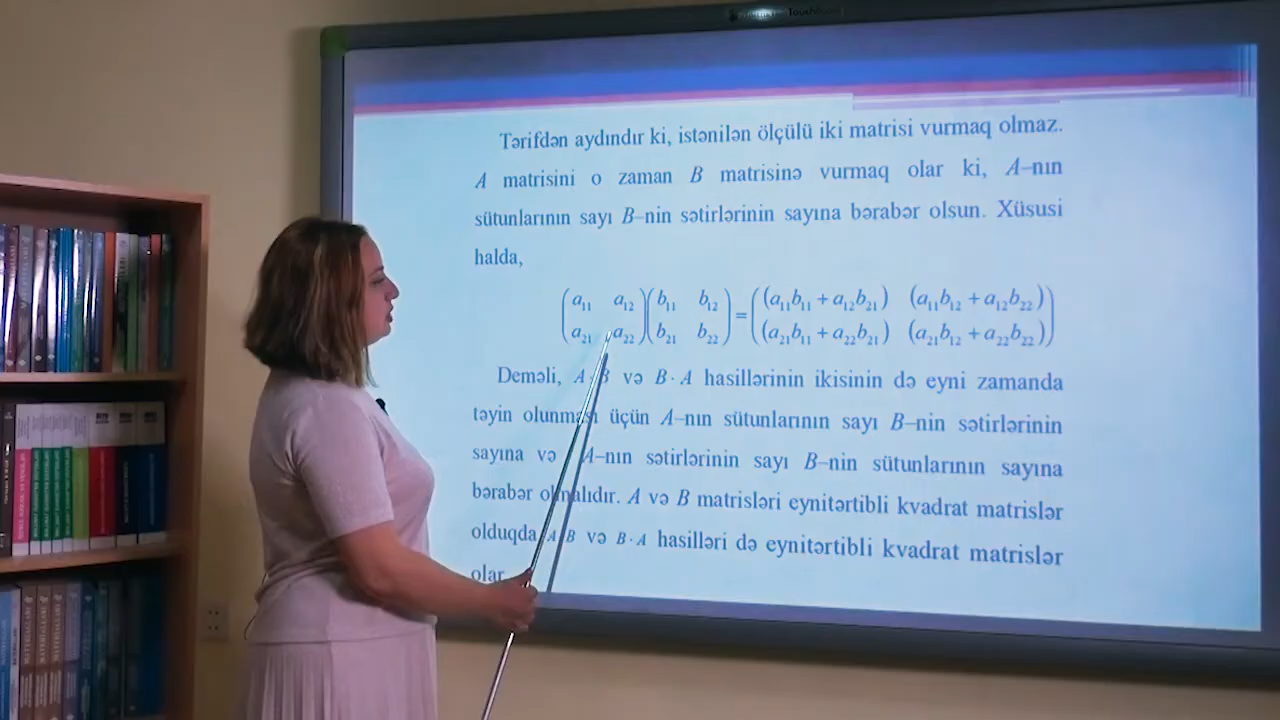 Tərifdən aydındır ki, istənilən ölçülü iki matrisi vurmaq olmaz.
A matrisini o zaman B matrisinə vurmaq olar ki, A–nın
sütunlarının sayı B–nin sətirlərinin sayına bərabər olsun. Xüsusi
halda,
(a₁₁ a₁₂)(b₁₁ b₁₂) = ((a₁₁b₁₁ + a₁₂b₂₁) (a₁₁b₁₂ + a₁₂b₂₂))
(a₂₁ a₂₂)(b₂₁ b₂₂) ((a₂₁b₁₁ + a₂₂b₂₁) (a₂₁b₁₂ + a₂₂b₂₂))
Deməli, A · B və B · A hasillərinin ikisinin də eyni zamanda
təyin olunması üçün A–nın sütunlarının sayı B–nin sətirlərinin
sayına və A–nın sətirlərinin sayı B–nin sütunlarının sayına
bərabər olmalıdır. A və B matrisləri eynitərtibli kvadrat matrislər
olduqda A · B və B · A hasilləri də eynitərtibli kvadrat matrislər
olar